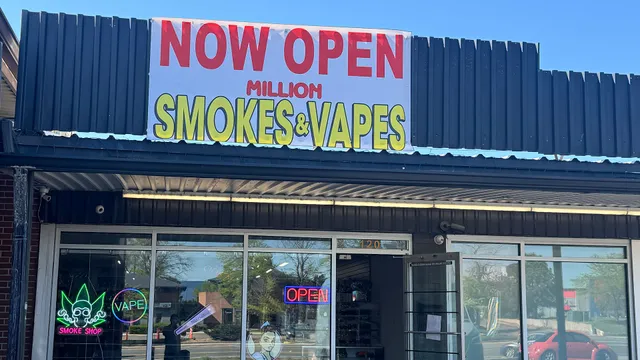 NOW OPEN
MILLION
SMOKES & VAPES
OPEN
VAPE
SMOKE SHOP